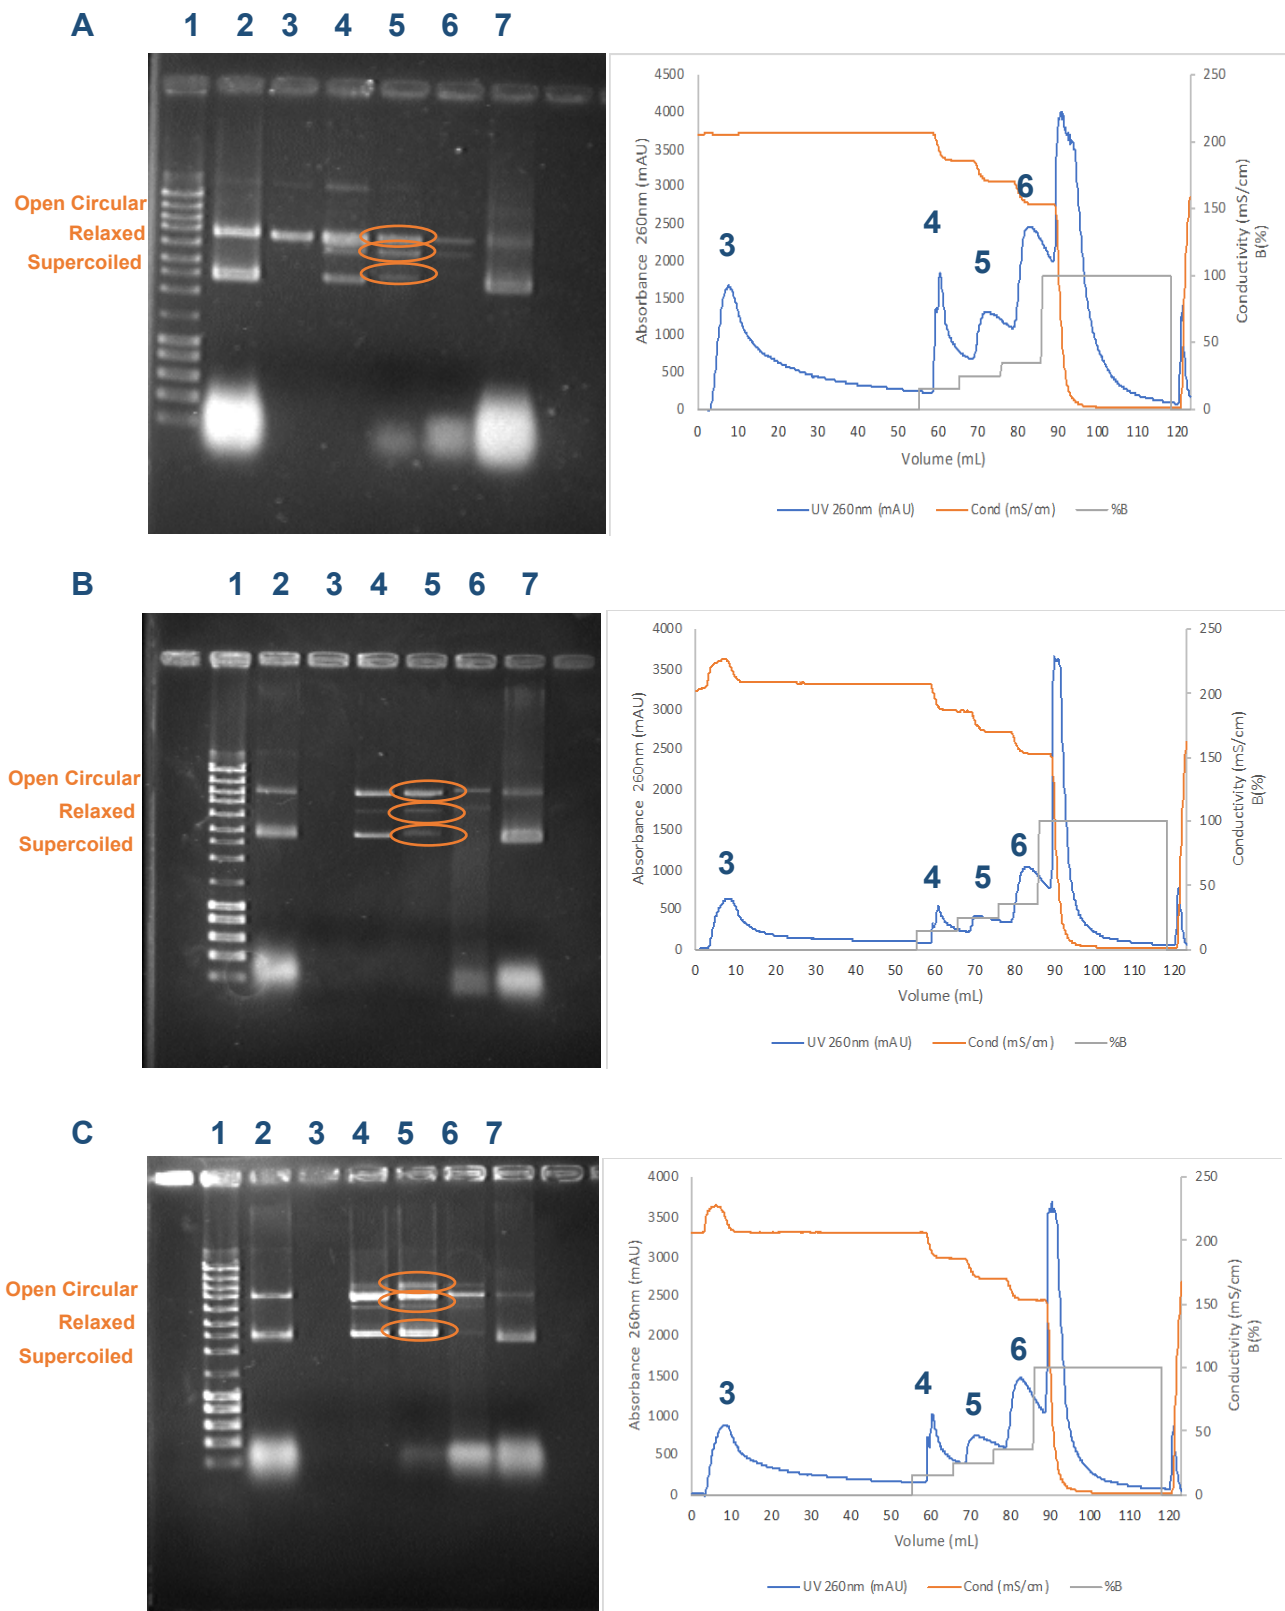 A 1 2 3 4 5 6 7
Open Circular
Relaxed
Supercoiled
4500
4000
3500
3000
2500
2000
1500
1000
500
0
Absorbance 260nm (mAU)
3
4
5
6
250
200
150
100
50
0
Conductivity (mS/cm)
B(%)
0 10 20 30 40 50 60 70 80 90 100 110 120
Volume (mL)
UV 260nm (mAU) Cond (mS/cm) %B
B 1 2 3 4 5 6 7
Open Circular
Relaxed
Supercoiled
4000
3500
3000
2500
2000
1500
1000
500
0
Absorbance 260nm (mAU)
3
4
5
6
250
200
150
100
50
0
Conductivity (mS/cm)
B(%)
0 10 20 30 40 50 60 70 80 90 100 110 120
Volume (mL)
UV 260nm (mAU) Cond (mS/cm) %B
C 1 2 3 4 5 6 7
Open Circular
Relaxed
Supercoiled
4000
3500
3000
2500
2000
1500
1000
500
0
Absorbance 260nm (mAU)
3
4
5
6
250
200
150
100
50
0
Conductivity (mS/cm)
B(%)
0 10 20 30 40 50 60 70 80 90 100 110 120
Volume (mL)
UV 260nm (mAU) Cond (mS/cm) %B